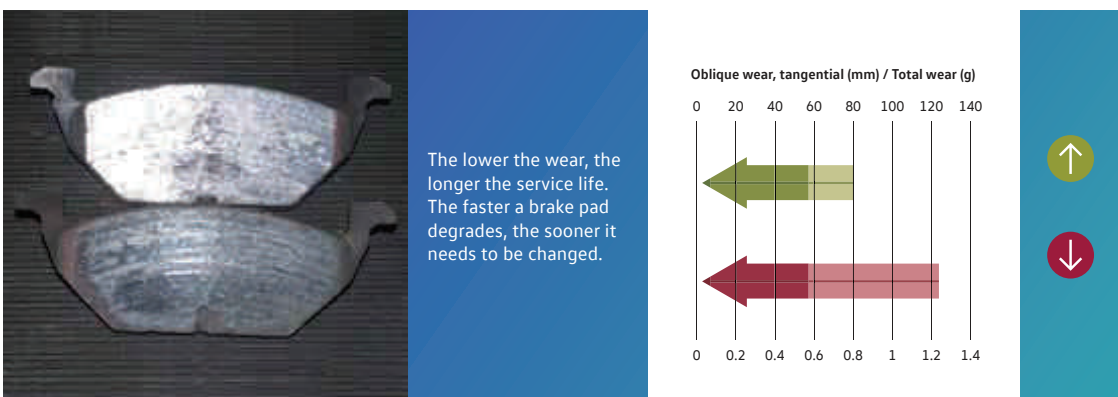 The lower the wear, the
longer the service life.
The faster a brake pad
degrades, the sooner it
needs to be changed.
Oblique wear, tangential (mm) / Total wear (g)
0 20 40 60 80 100 120 140
0 0.2 0.4 0.6 0.8 1 1.2 1.4